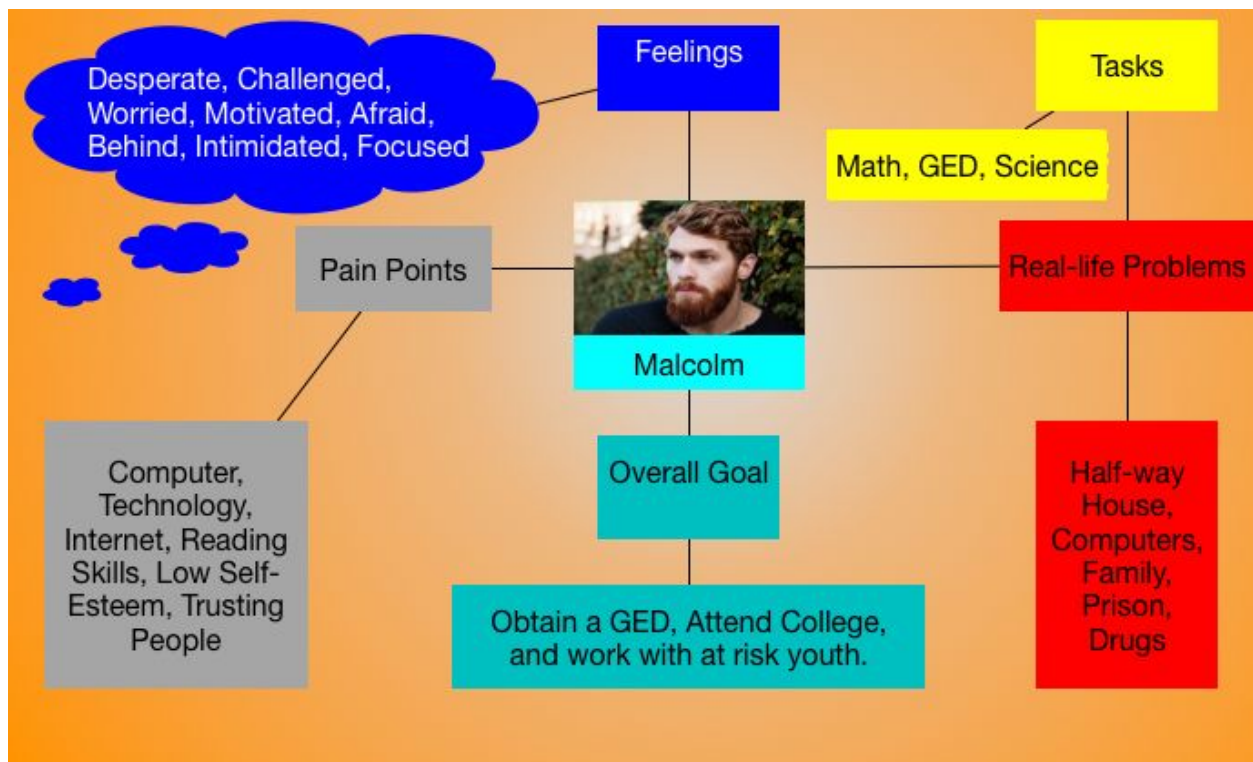 Feelings
Desperate, Challenged,
Worried, Motivated, Afraid,
Behind, Intimidated, Focused
Tasks
Math, GED, Science
Pain Points
Real-life Problems
Malcolm
Computer,
Technology,
Internet, Reading
Skills, Low Self-
Esteem, Trusting
People
Overall Goal
Obtain a GED, Attend College,
and work with at risk youth.
Half-way
House,
Computers,
Family,
Prison,
Drugs